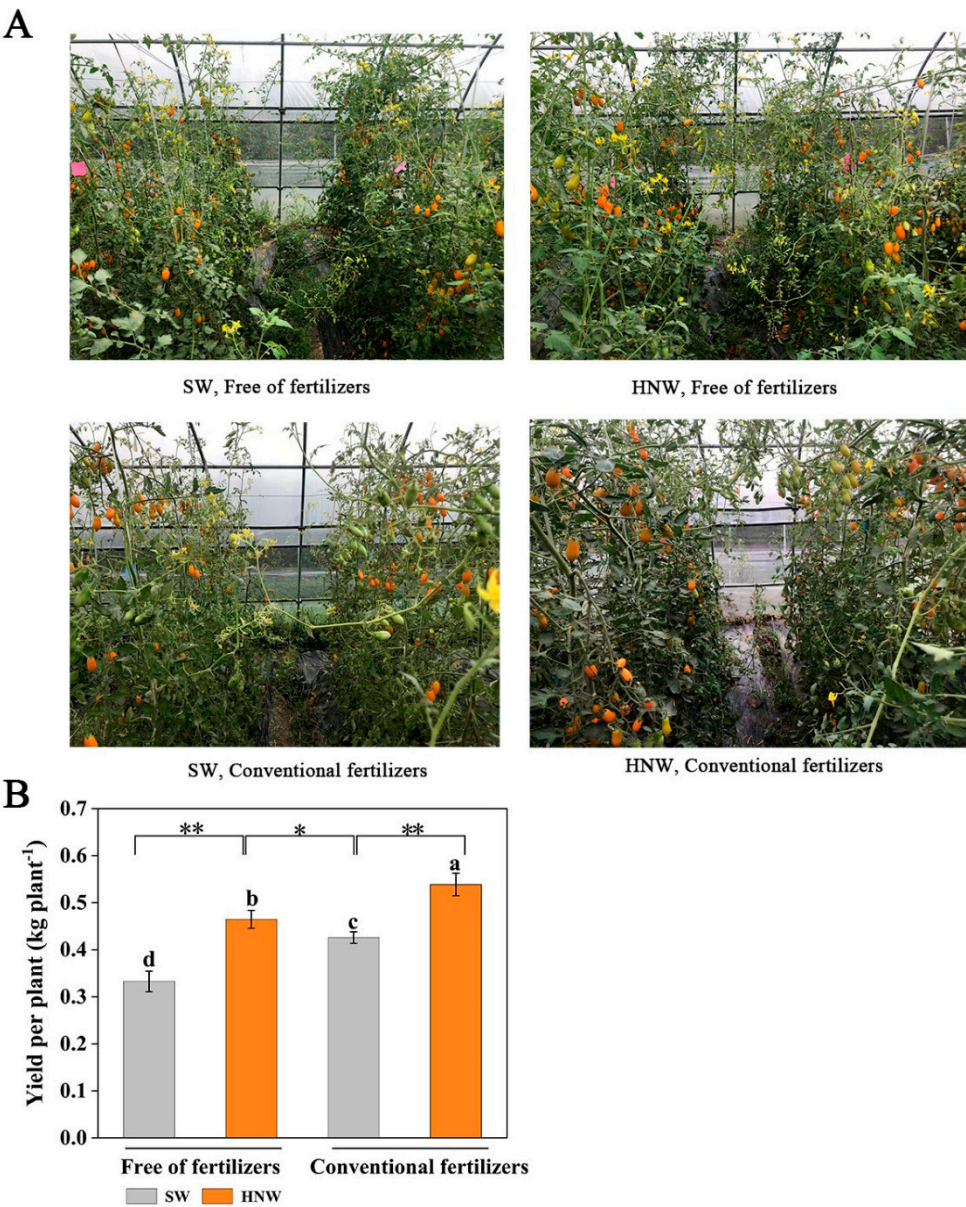 A
SW, Free of fertilizers
HNW, Free of fertilizers
SW, Conventional fertilizers
HNW, Conventional fertilizers
B
Yield per plant (kg plant⁻¹)
0.7
0.6
0.5
0.4
0.3
0.2
0.1
0.0
** * **
d
b
c
a
Free of fertilizers
Conventional fertilizers
SW
HNW